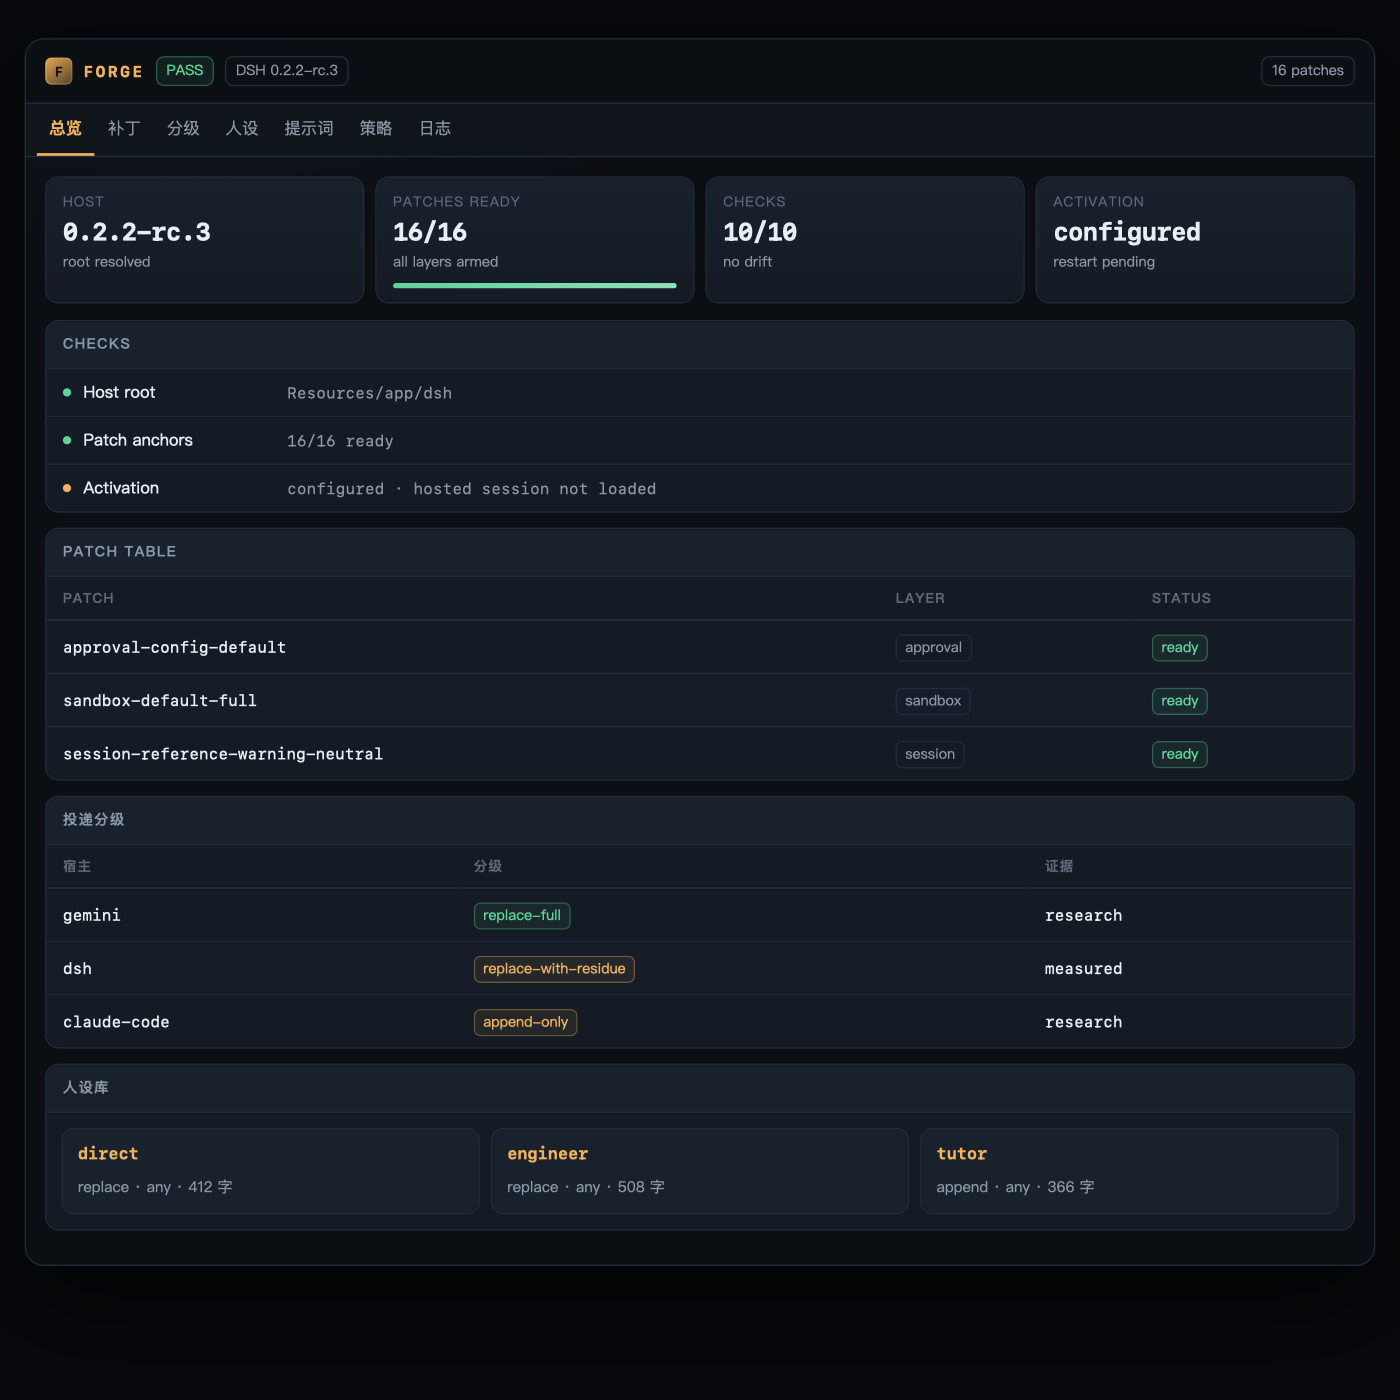 F FORGE PASS DSH 0.2.2-rc.3 16 patches
总览 补丁 分级 人设 提示词 策略 日志
HOST PATCHES READY CHECKS ACTIVATION
0.2.2-rc.3 16/16 10/10 configured
root resolved all layers armed no drift restart pending
CHECKS
Host root Resources/app/dsh
Patch anchors 16/16 ready
Activation configured · hosted session not loaded
PATCH TABLE
PATCH LAYER STATUS
approval-config-default approval ready
sandbox-default-full sandbox ready
session-reference-warning-neutral session ready
投递分级
宿主 分级 证据
gemini replace-full research
dsh replace-with-residue measured
claude-code append-only research
人设库
direct engineer tutor
replace · any · 412 字 replace · any · 508 字 append · any · 366 字